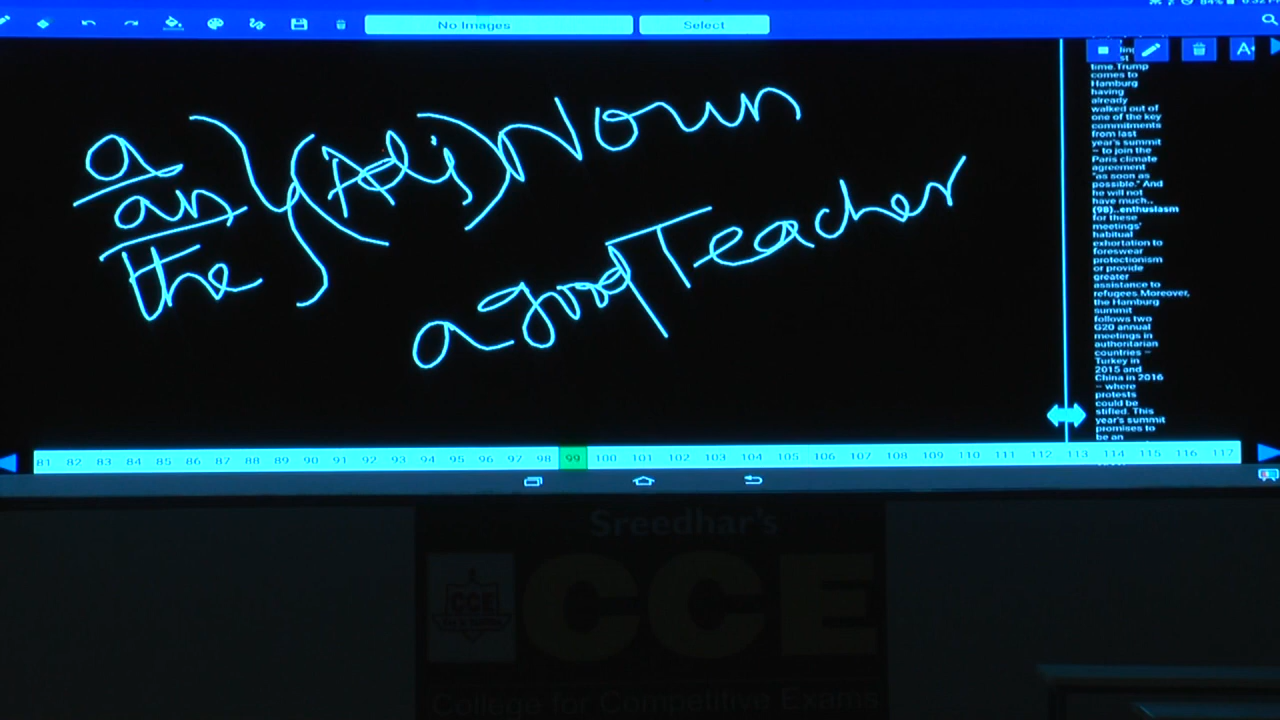 84% 6:32 PM
No Images Select
a
an
the
(Adj) Noun
a good Teacher
A
time.Trump
comes to
Hamburg
having
already
walked out of
one of the key
commitments
from last
year's summit
– to join the
Paris climate
agreement
"as soon as
possible." And
he will not
have much..
(98)..enthusiasm
for these
meetings'
habitual
exhortation to
foreswear
protectionism
or provide
greater
assistance to
refugees.Moreover,
the Hamburg
summit
follows two
G20 annual
meetings in
authoritarian
countries –
Turkey in
2015 and
China in 2016
– where
protests
could be
stifled. This
year's summit
promises to
be an
81 82 83 84 85 86 87 88 89 90 91 92 93 94 95 96 97 98 99 100 101 102 103 104 105 106 107 108 109 110 111 112 113 114 115 116 117
Sreedhar's
CCE
CCE
College for Competitive Exams